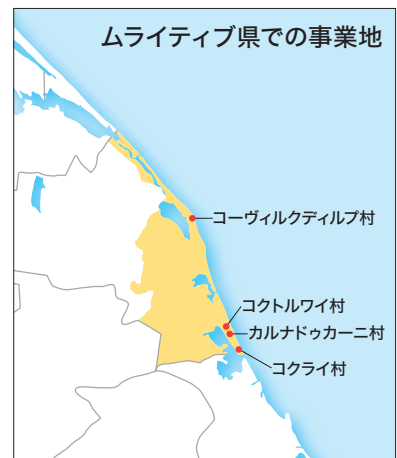 ムライティブ県での事業地
コーヴィルクディルプ村
コクトルワイ村
カルナドゥカーニ村
コクライ村